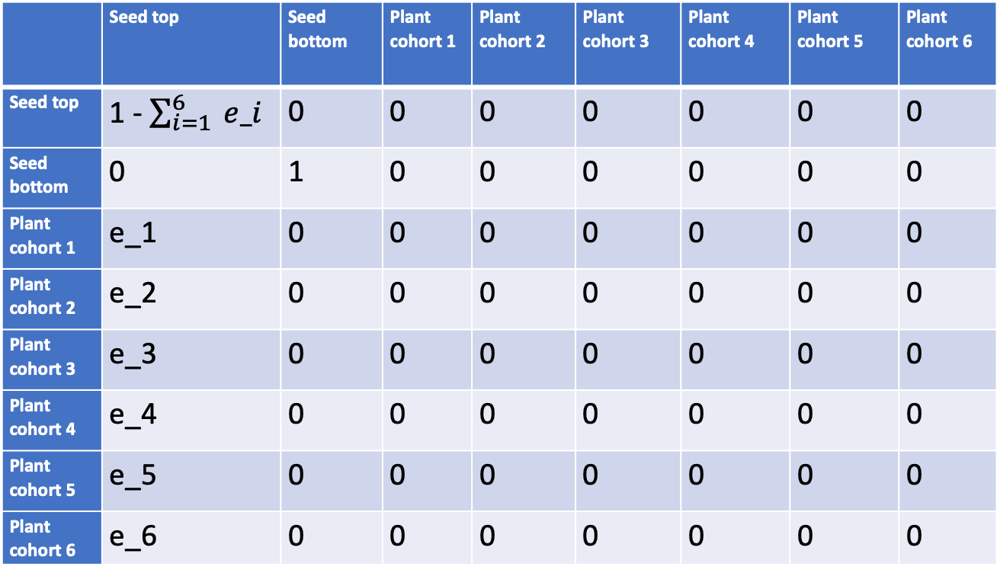 Seed top Seed bottom Plant cohort 1 Plant cohort 2 Plant cohort 3 Plant cohort 4 Plant cohort 5 Plant cohort 6
Seed top 1 - ∑_{i=1}^{6} e_i 0 0 0 0 0 0 0
Seed bottom 0 1 0 0 0 0 0 0
Plant cohort 1 e_1 0 0 0 0 0 0 0
Plant cohort 2 e_2 0 0 0 0 0 0 0
Plant cohort 3 e_3 0 0 0 0 0 0 0
Plant cohort 4 e_4 0 0 0 0 0 0 0
Plant cohort 5 e_5 0 0 0 0 0 0 0
Plant cohort 6 e_6 0 0 0 0 0 0 0